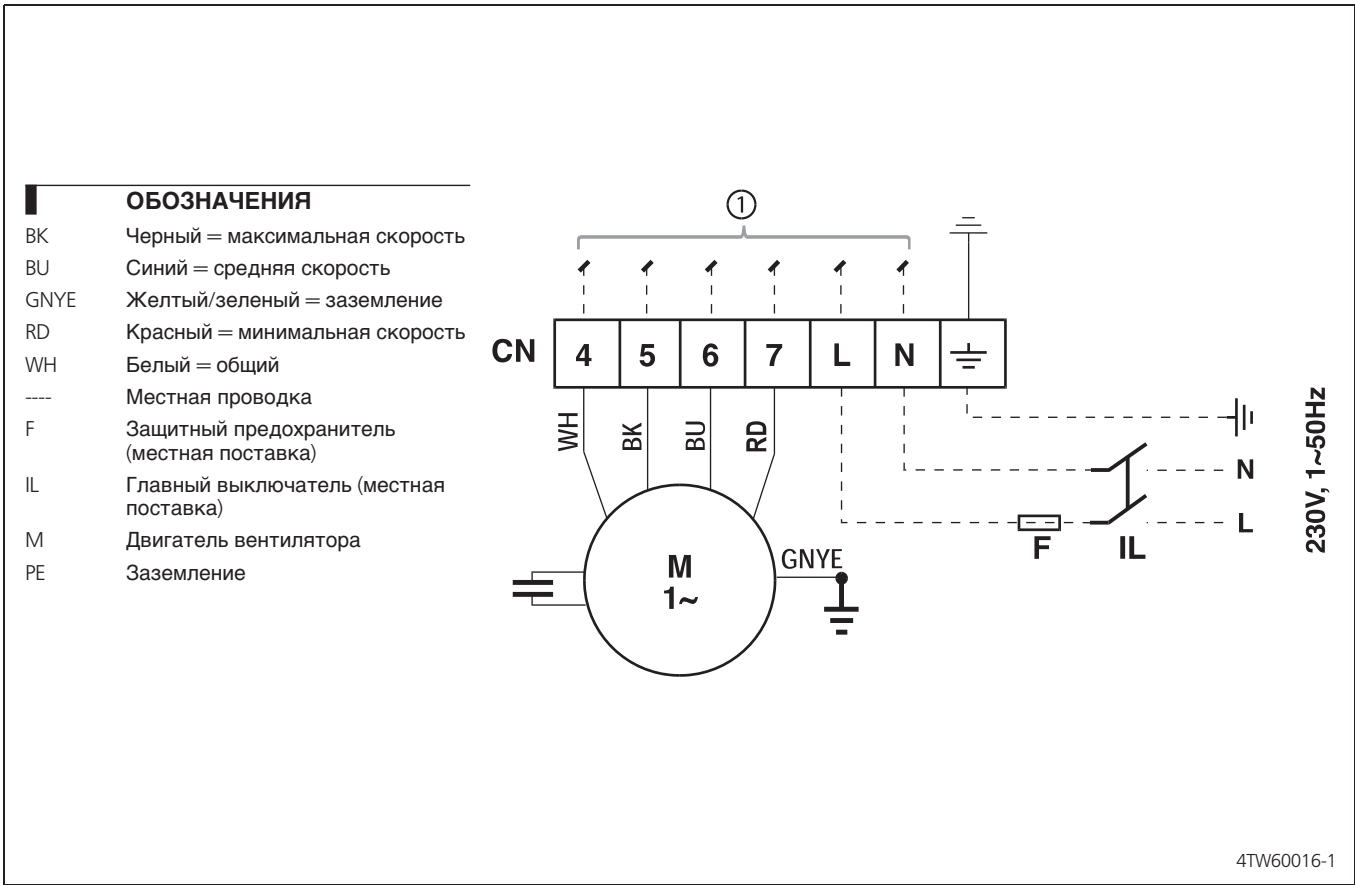 ОБОЗНАЧЕНИЯ
BK Черный = максимальная скорость
BU Синий = средняя скорость
GNYE Желтый/зеленый = заземление
RD Красный = минимальная скорость
WH Белый = общий
---- Местная проводка
F Защитный предохранитель
(местная поставка)
IL Главный выключатель (местная
поставка)
M Двигатель вентилятора
PE Заземление
1
CN 4 5 6 7 L N
WH BK BU RD
N
L
F IL
230V, 1~50Hz
M
1~
GNYE
4TW60016-1